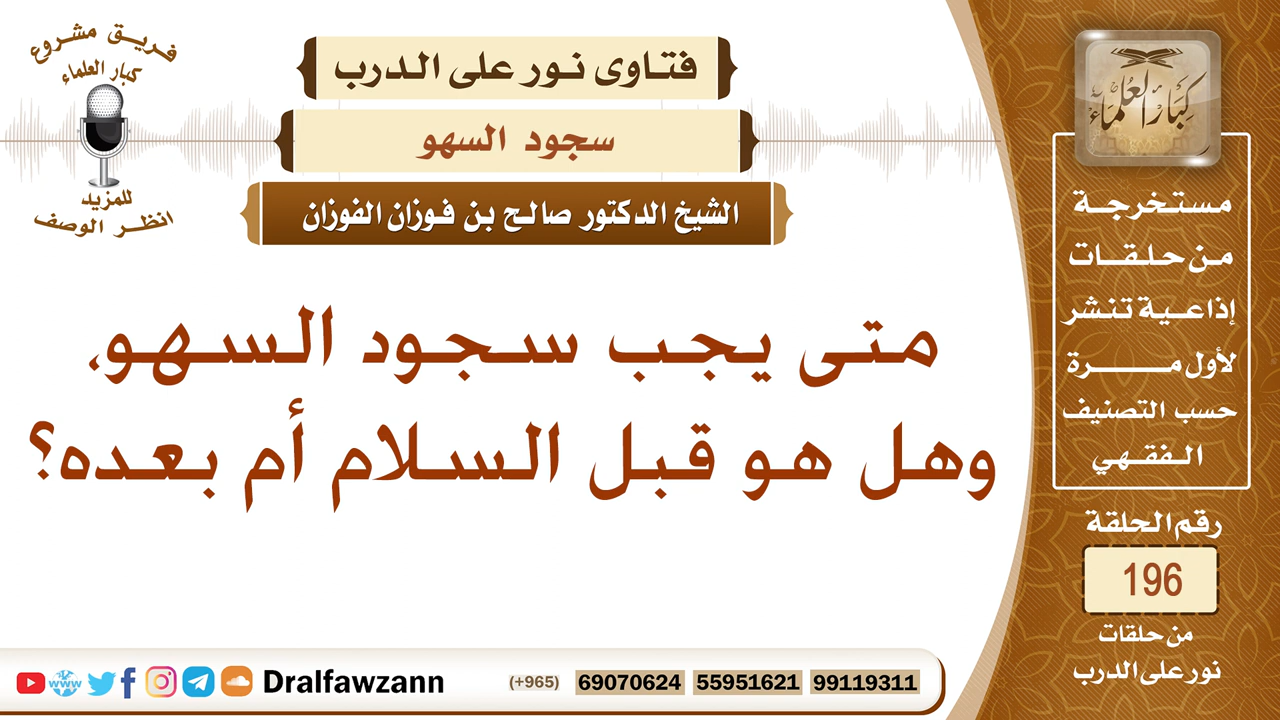 فريق مشروع
كبار العلماء
للمزيد
انظر الوصف
فتاوى نور على الدرب
سجود السهو
الشيخ الدكتور صالح بن فوزان الفوزان
متى يجب سجود السهو،
وهل هو قبل السلام أم بعده؟
كبار العلماء
مستخرجة
من حلقات
إذاعية تنشر
لأول مرة
حسب التصنيف
الفقهي
رقم الحلقة
196
من حلقات
نور على الدرب
www Dralfawzann (+965) 69070624 55951621 99119311